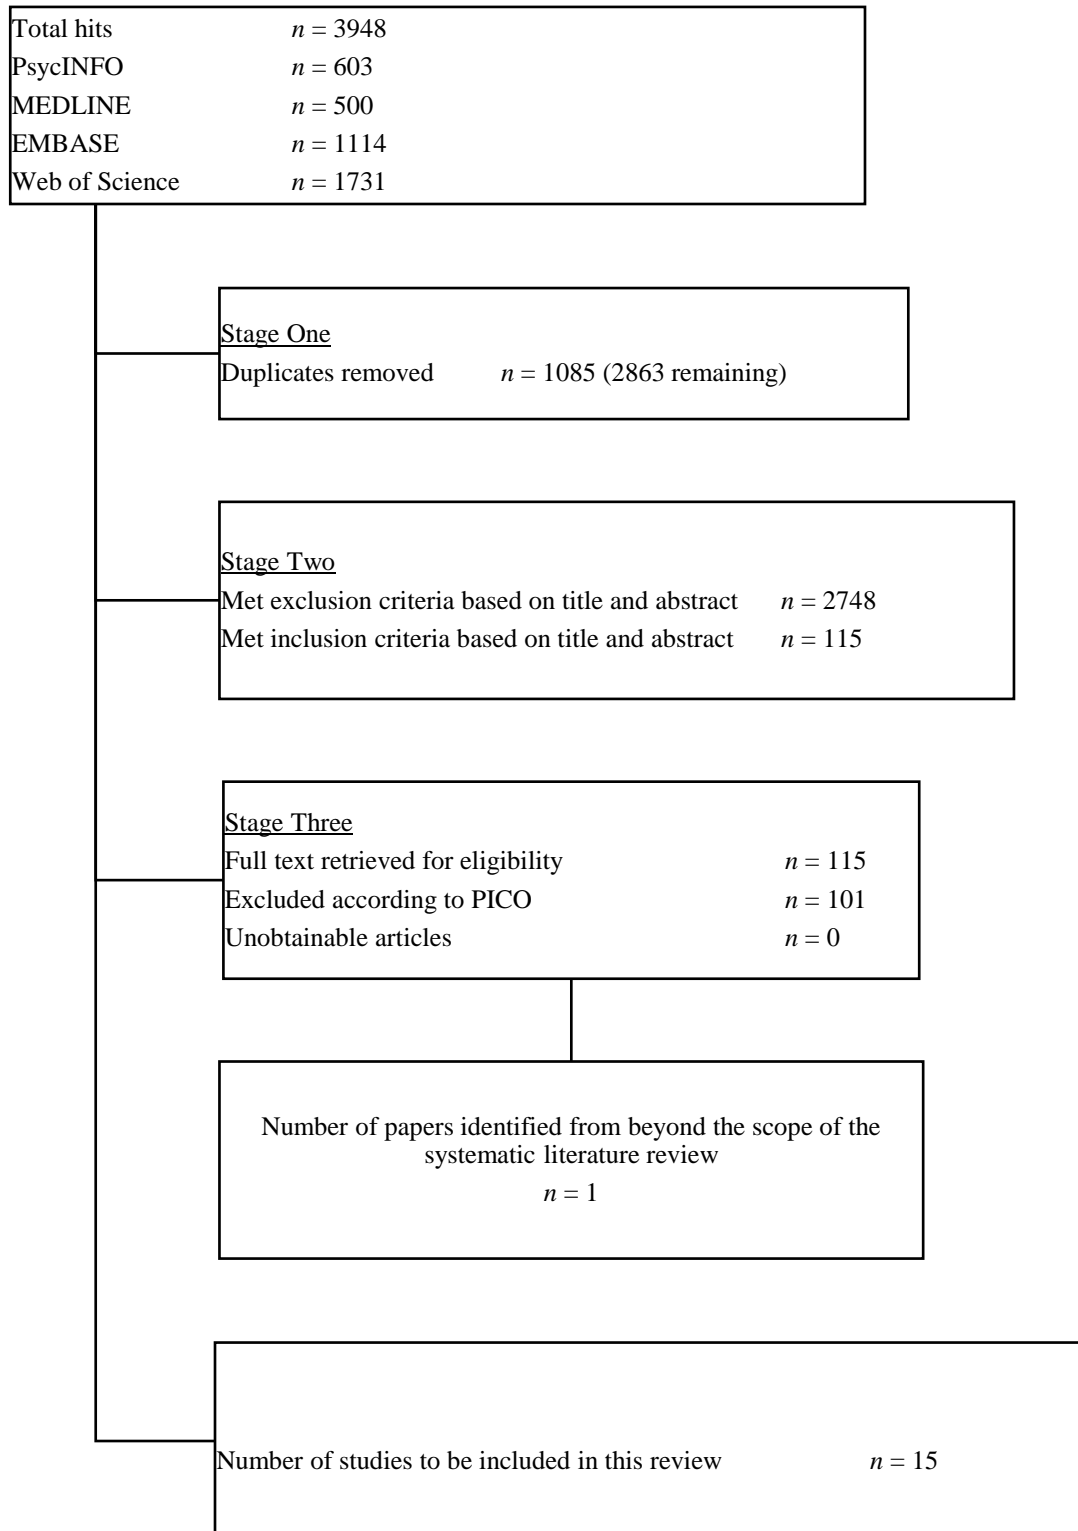 Total hits n = 3948
PsycINFO n = 603
MEDLINE n = 500
EMBASE n = 1114
Web of Science n = 1731
Stage One
Duplicates removed n = 1085 (2863 remaining)
Stage Two
Met exclusion criteria based on title and abstract n = 2748
Met inclusion criteria based on title and abstract n = 115
Stage Three
Full text retrieved for eligibility n = 115
Excluded according to PICO n = 101
Unobtainable articles n = 0
Number of papers identified from beyond the scope of the
systematic literature review
n = 1
Number of studies to be included in this review n = 15